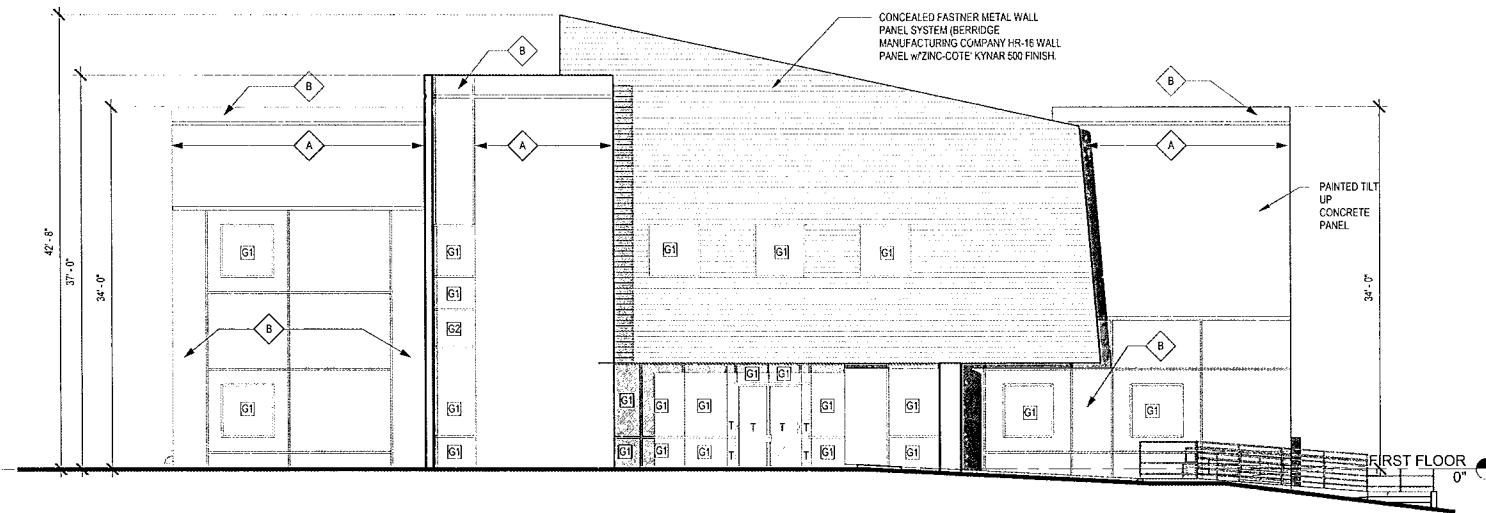 CONCEALED FASTNER METAL WALL
PANEL SYSTEM (BERRIDGE
MANUFACTURING COMPANY HR-16 WALL
PANEL w/'ZINC-COTE' KYNAR 500 FINISH.
B
B
B
A
A
A
PAINTED TILT
UP
CONCRETE
PANEL
42'- 8"
37'- 0"
34'- 0"
34'- 0"
G1
G1
G1
G1
G1
G1
G2
B
B
G1
G1
G1
G1
G1
G1
G1
G1
G1
G1
G1
T
T
T
T
G1
G1
G1
G1
G1
G1
T
T
FIRST FLOOR
0"